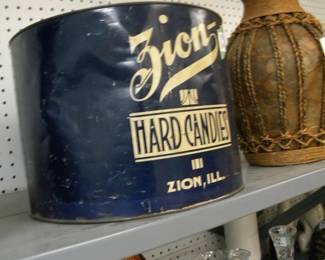 Zion
HARD-CANDIES
ZION, ILL.